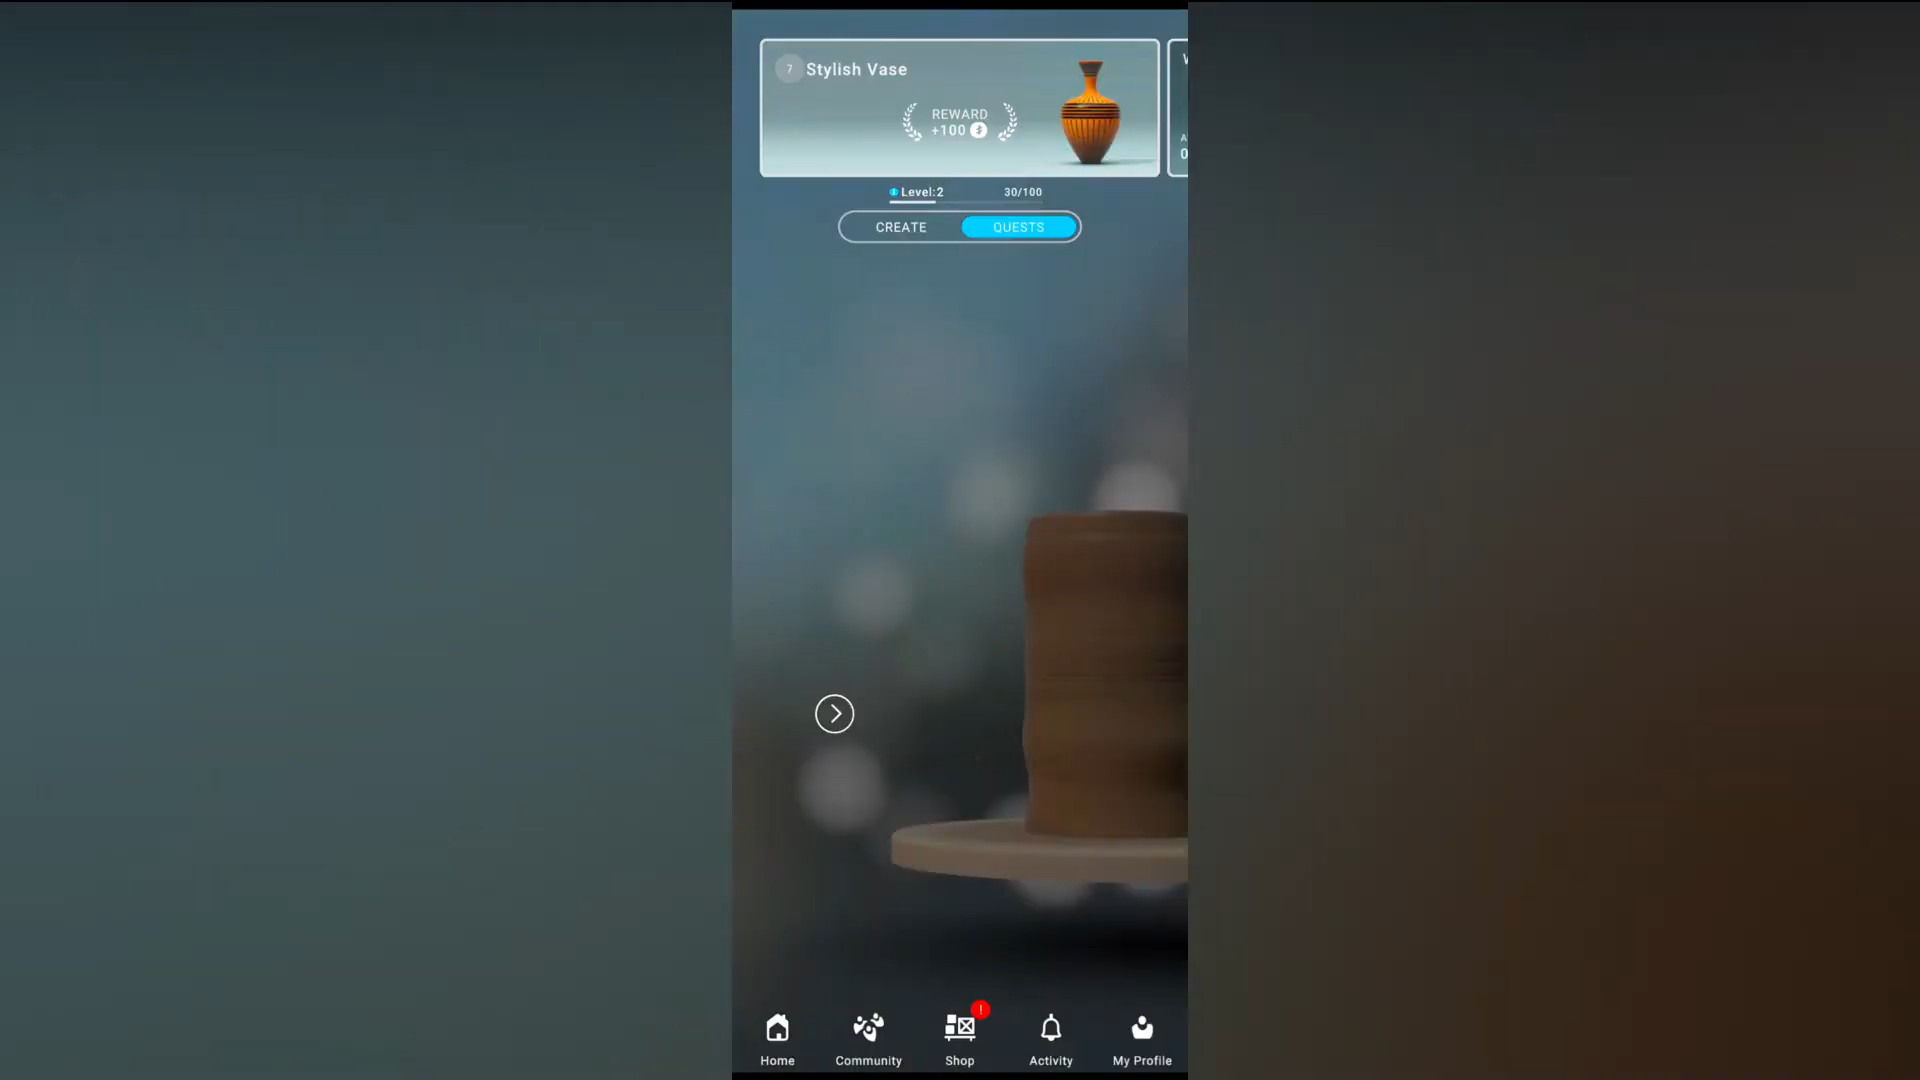 7 Stylish Vase
REWARD
+100
Level:2 30/100
CREATE QUESTS
!
Home Community Shop Activity My Profile